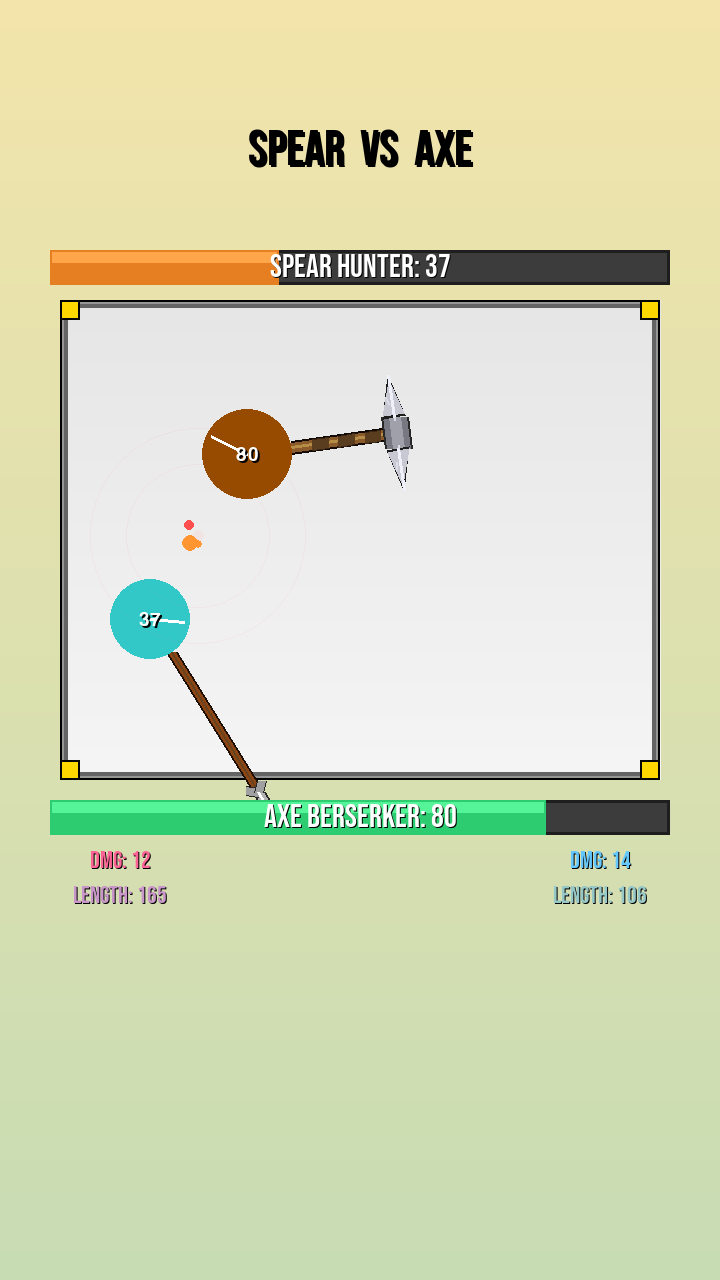 SPEAR VS AXE
SPEAR HUNTER: 37
80
37
AXE BERSERKER: 80
DMG: 12
DMG: 14
LENGTH: 165
LENGTH: 106